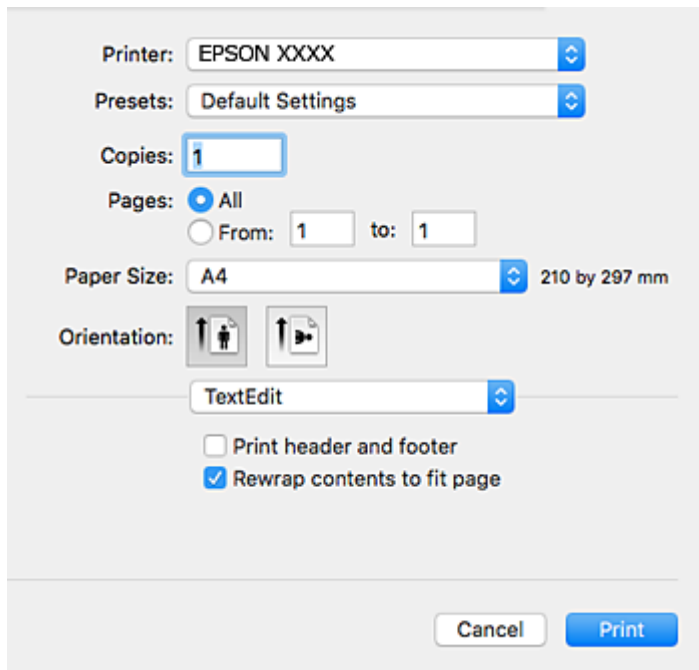 Printer: EPSON XXXX
Presets: Default Settings
Copies: 1
Pages: All
From: 1 to: 1
Paper Size: A4 210 by 297 mm
Orientation:
TextEdit
Print header and footer
Rewrap contents to fit page
Cancel Print